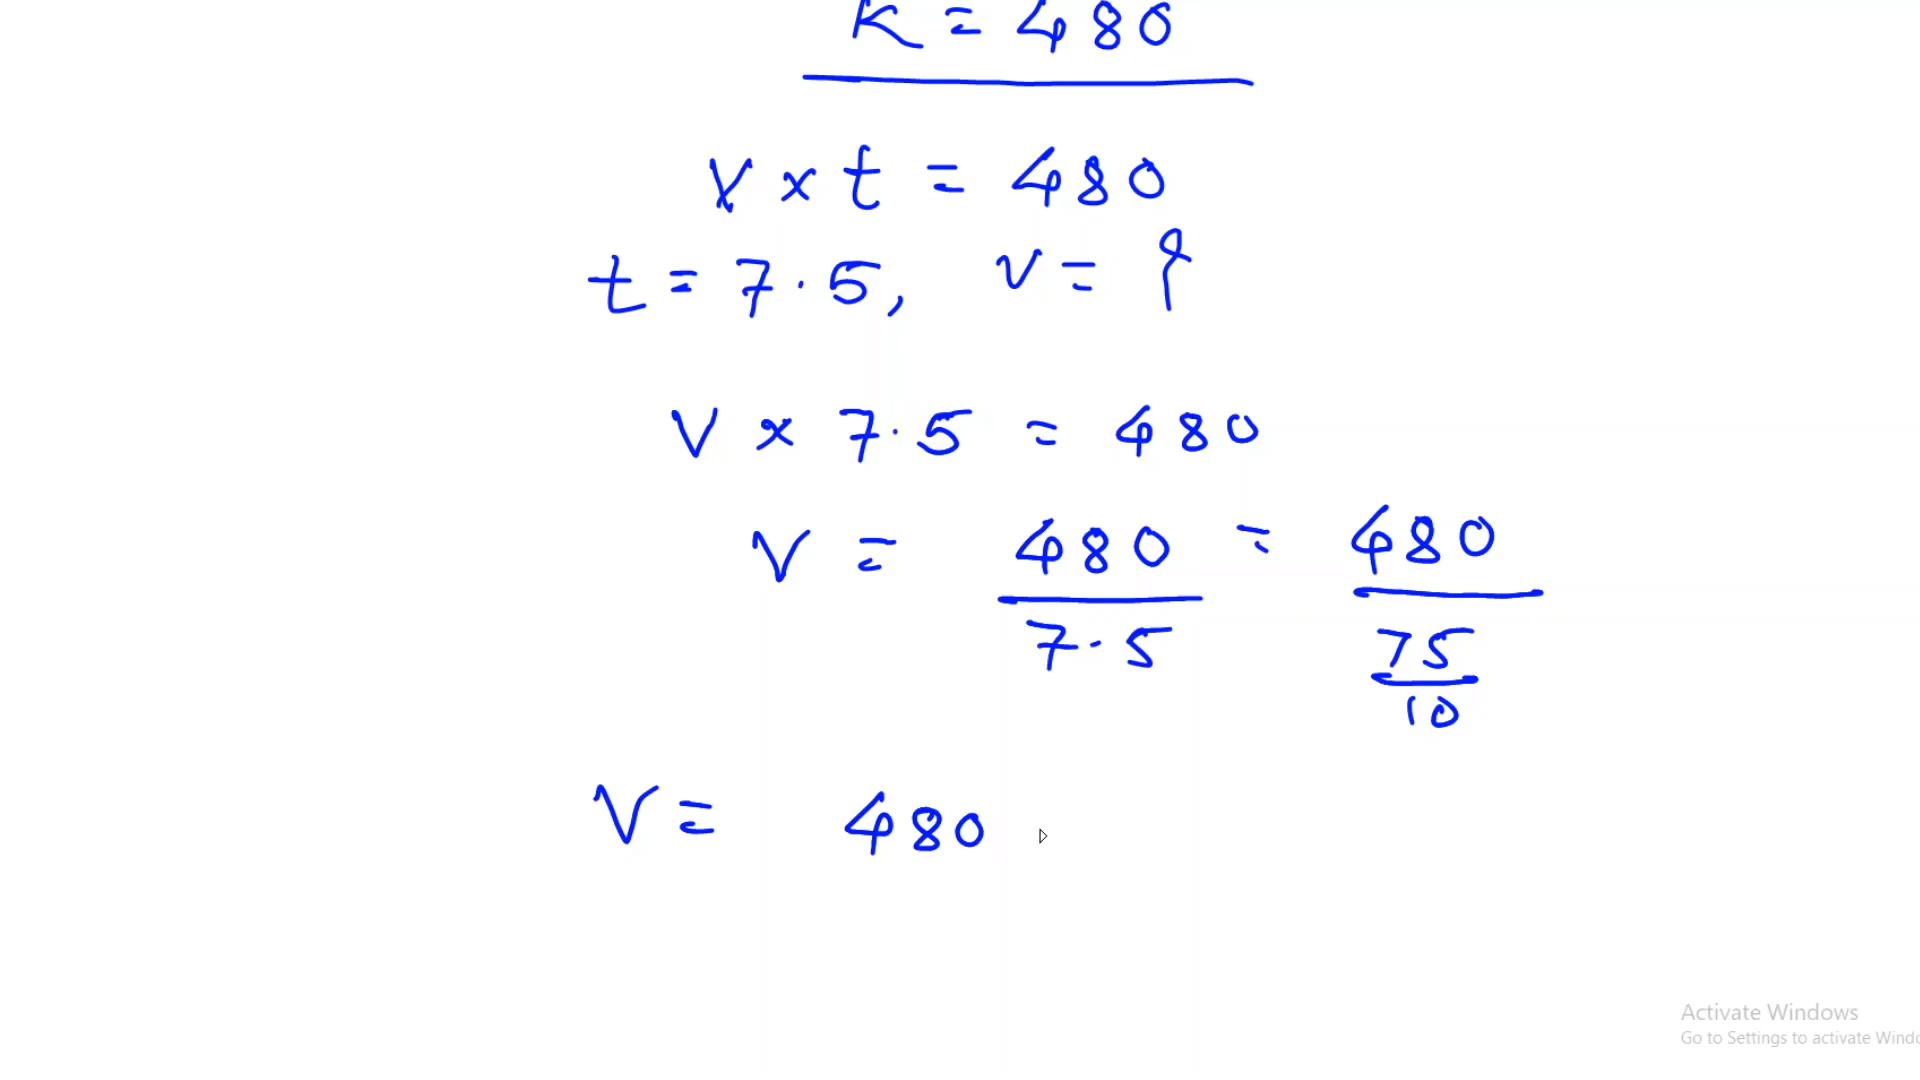 K = 480
V × t = 480
t = 7.5, v = ?
V × 7.5 = 480
V = 480/7.5 = 480/(75/10)
V = 480
Activate Windows
Go to Settings to activate Windo